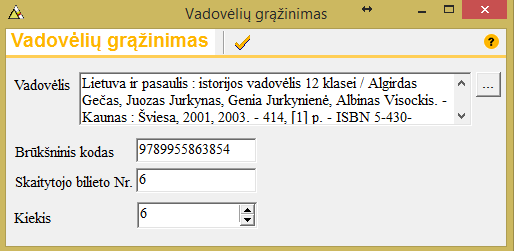 Vadovėlių grąžinimas
Vadovėlių grąžinimas
?
Vadovėlis
Lietuva ir pasaulis : istorijos vadovėlis 12 klasei / Algirdas
Gečas, Juozas Jurkynas, Genia Jurkynienė, Albinas Visockis. -
Kaunas : Šviesa, 2001, 2003. - 414, [1] p. - ISBN 5-430-
...
Brūkšninis kodas
9789955863854
Skaitytojo bilieto Nr.
6
Kiekis
6